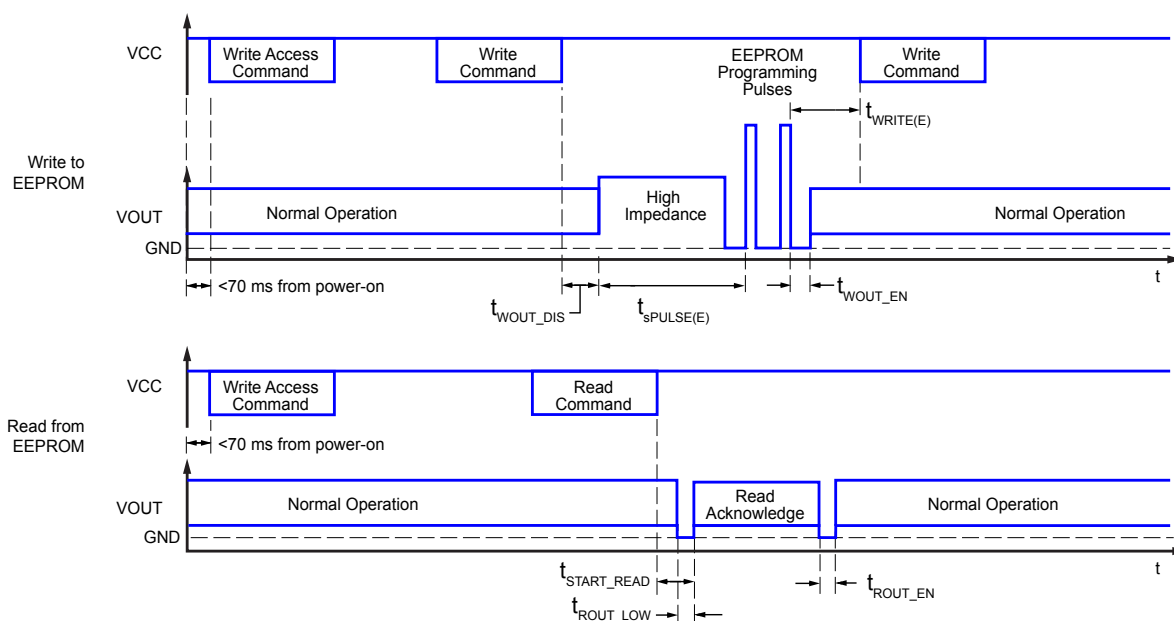 VCC
Write Access
Command
Write
Command
EEPROM
Programming
Pulses
Write
Command
tWRITE(E)
Write to
EEPROM
VOUT
Normal Operation
High
Impedance
Normal Operation
GND
t
<70 ms from power-on
tWOUT_DIS
tsPULSE(E)
tWOUT_EN
VCC
Write Access
Command
Read
Command
Read from
EEPROM
<70 ms from power-on
VOUT
Normal Operation
Read
Acknowledge
Normal Operation
GND
t
tSTART_READ
tROUT_LOW
tROUT_EN